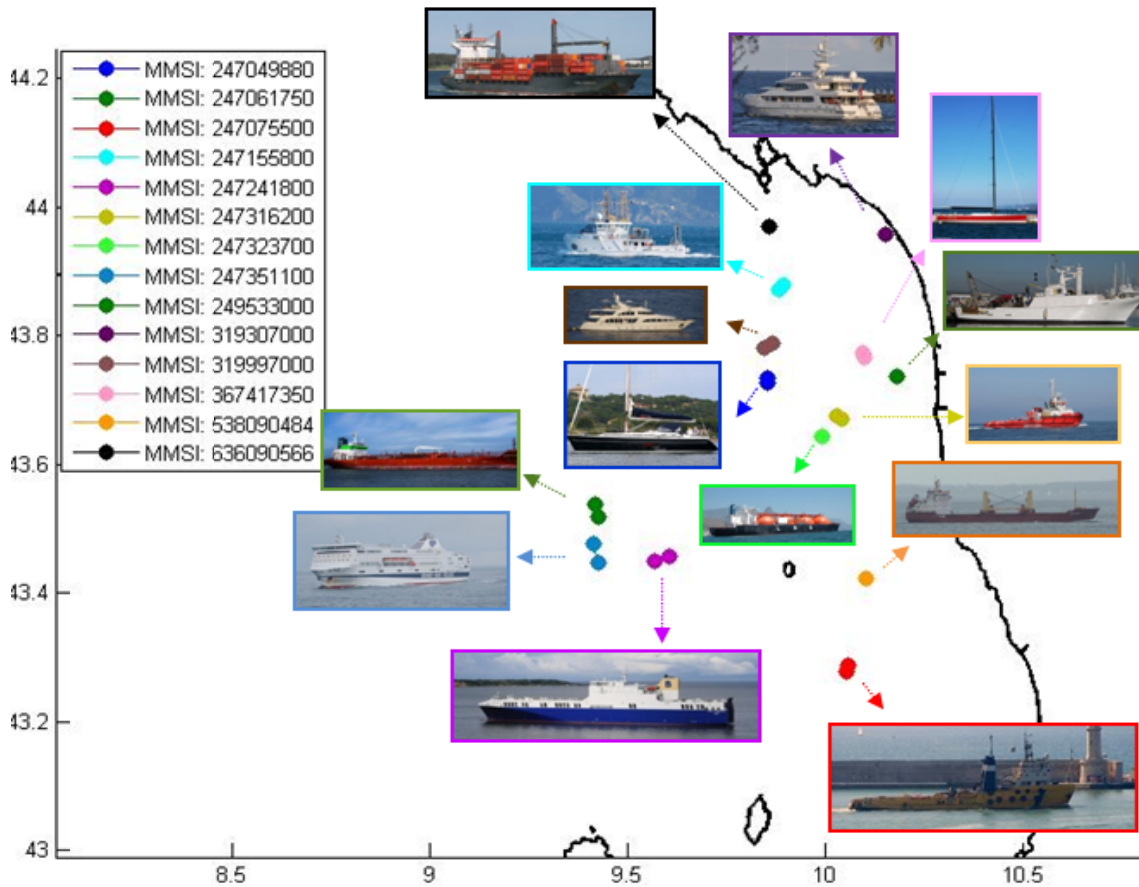 44.2
44
43.8
43.6
43.4
43.2
43
MMSI: 247049880
MMSI: 247061750
MMSI: 247075500
MMSI: 247155800
MMSI: 247241800
MMSI: 247316200
MMSI: 247323700
MMSI: 247351100
MMSI: 249533000
MMSI: 319307000
MMSI: 319997000
MMSI: 367417350
MMSI: 538090484
MMSI: 636090566
8.5
9
9.5
10
10.5